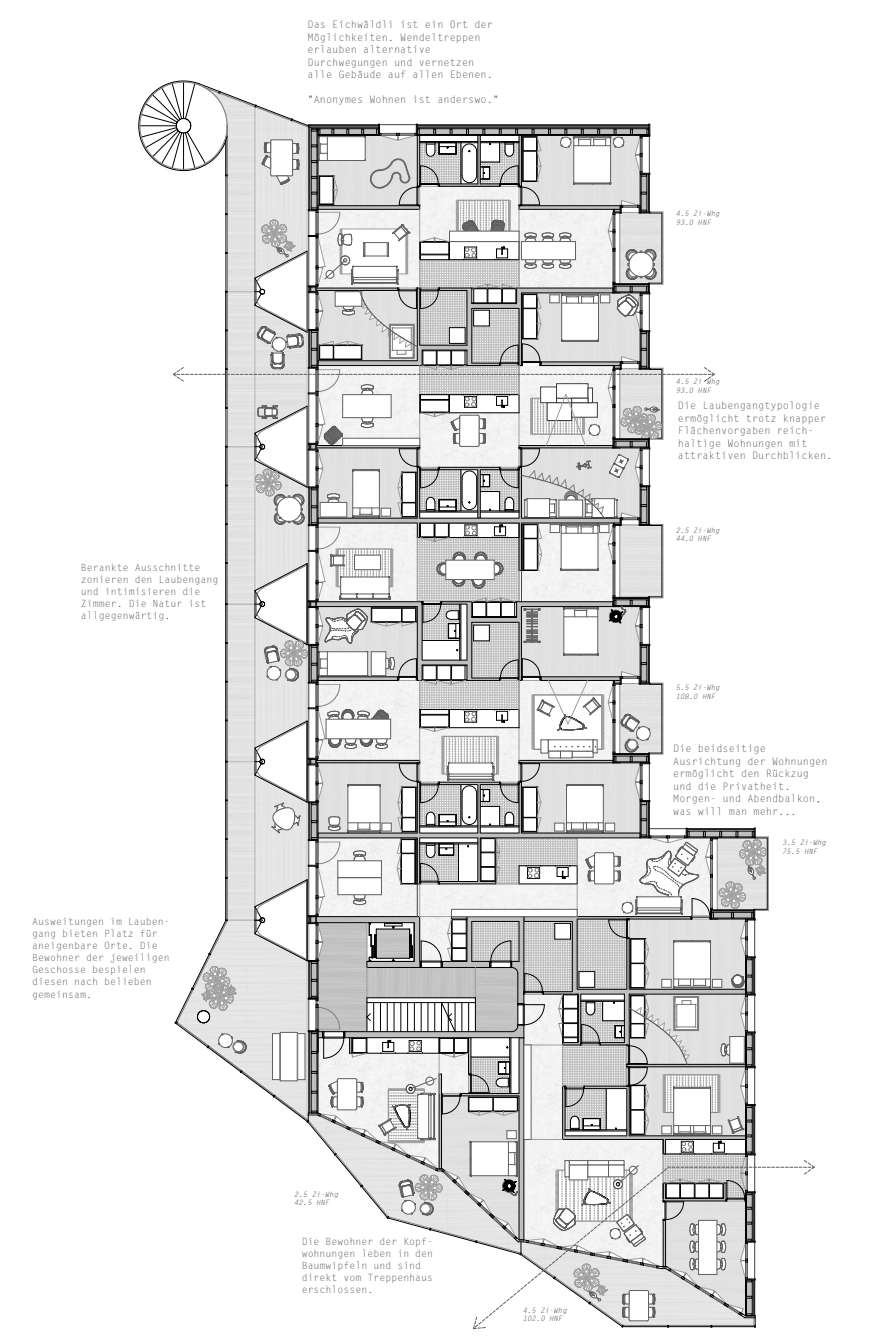 Das Eichwäldli ist ein Ort der
Möglichkeiten. Wendeltreppen
erlauben alternative
Durchwegungen und vernetzen
alle Gebäude auf allen Ebenen.
"Anonymes Wohnen ist anderswo."
4.5 Zi-Whg
93.0 HNF
4.5 Zi-Whg
93.0 HNF
Die Laubengangtypologie
ermöglicht trotz knapper
Flächenvorgaben reich-
haltige Wohnungen mit
attraktiven Durchblicken.
2.5 Zi-Whg
44.0 HNF
Berankte Ausschnitte
zonieren den Laubengang
und intimisieren die
Zimmer. Die Natur ist
allgegenwärtig.
5.5 Zi-Whg
108.0 HNF
Die beidseitige
Ausrichtung der Wohnungen
ermöglicht den Rückzug
und die Privatheit.
Morgen- und Abendbalkon,
was will man mehr...
3.5 Zi-Whg
75.5 HNF
Ausweitungen im Lauben-
gang bieten Platz für
aneigenbare Orte. Die
Bewohner der jeweiligen
Geschosse bespielen
diesen nach belieben
gemeinsam.
2.5 Zi-Whg
42.5 HNF
Die Bewohner der Kopf-
wohnungen leben in den
Baumwipfeln und sind
direkt vom Treppenhaus
erschlossen.
4.5 Zi-Whg
102.0 HNF